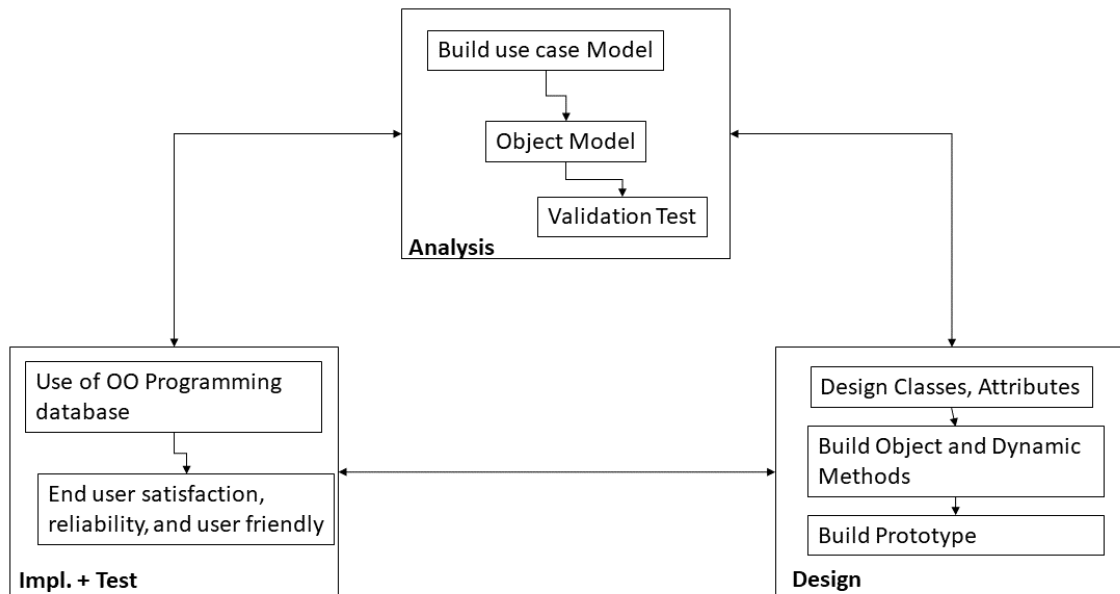 Build use case Model
Object Model
Validation Test
Analysis
Use of OO Programming
database
End user satisfaction,
reliability, and user friendly
Impl. + Test
Design Classes, Attributes
Build Object and Dynamic
Methods
Build Prototype
Design